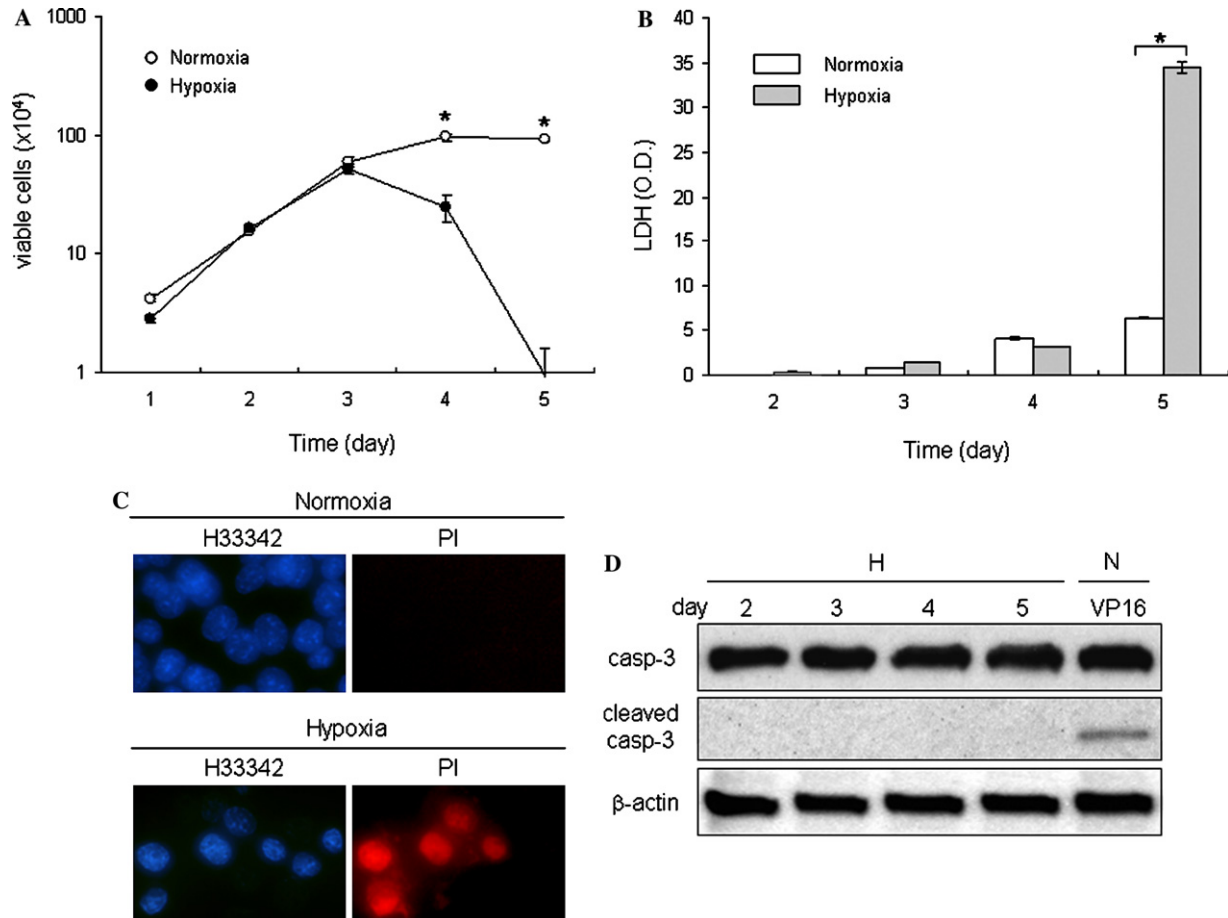 A
1000
100
10
1
viable cells (x10⁴)
Normoxia
Hypoxia
*
*
1 2 3 4 5
Time (day)
B
40
35
30
25
20
15
10
5
0
LDH (O.D.)
Normoxia
Hypoxia
*
2 3 4 5
Time (day)
C
Normoxia
H33342 PI
Hypoxia
H33342 PI
D
H N
day 2 3 4 5 VP16
casp-3
cleaved
casp-3
β-actin